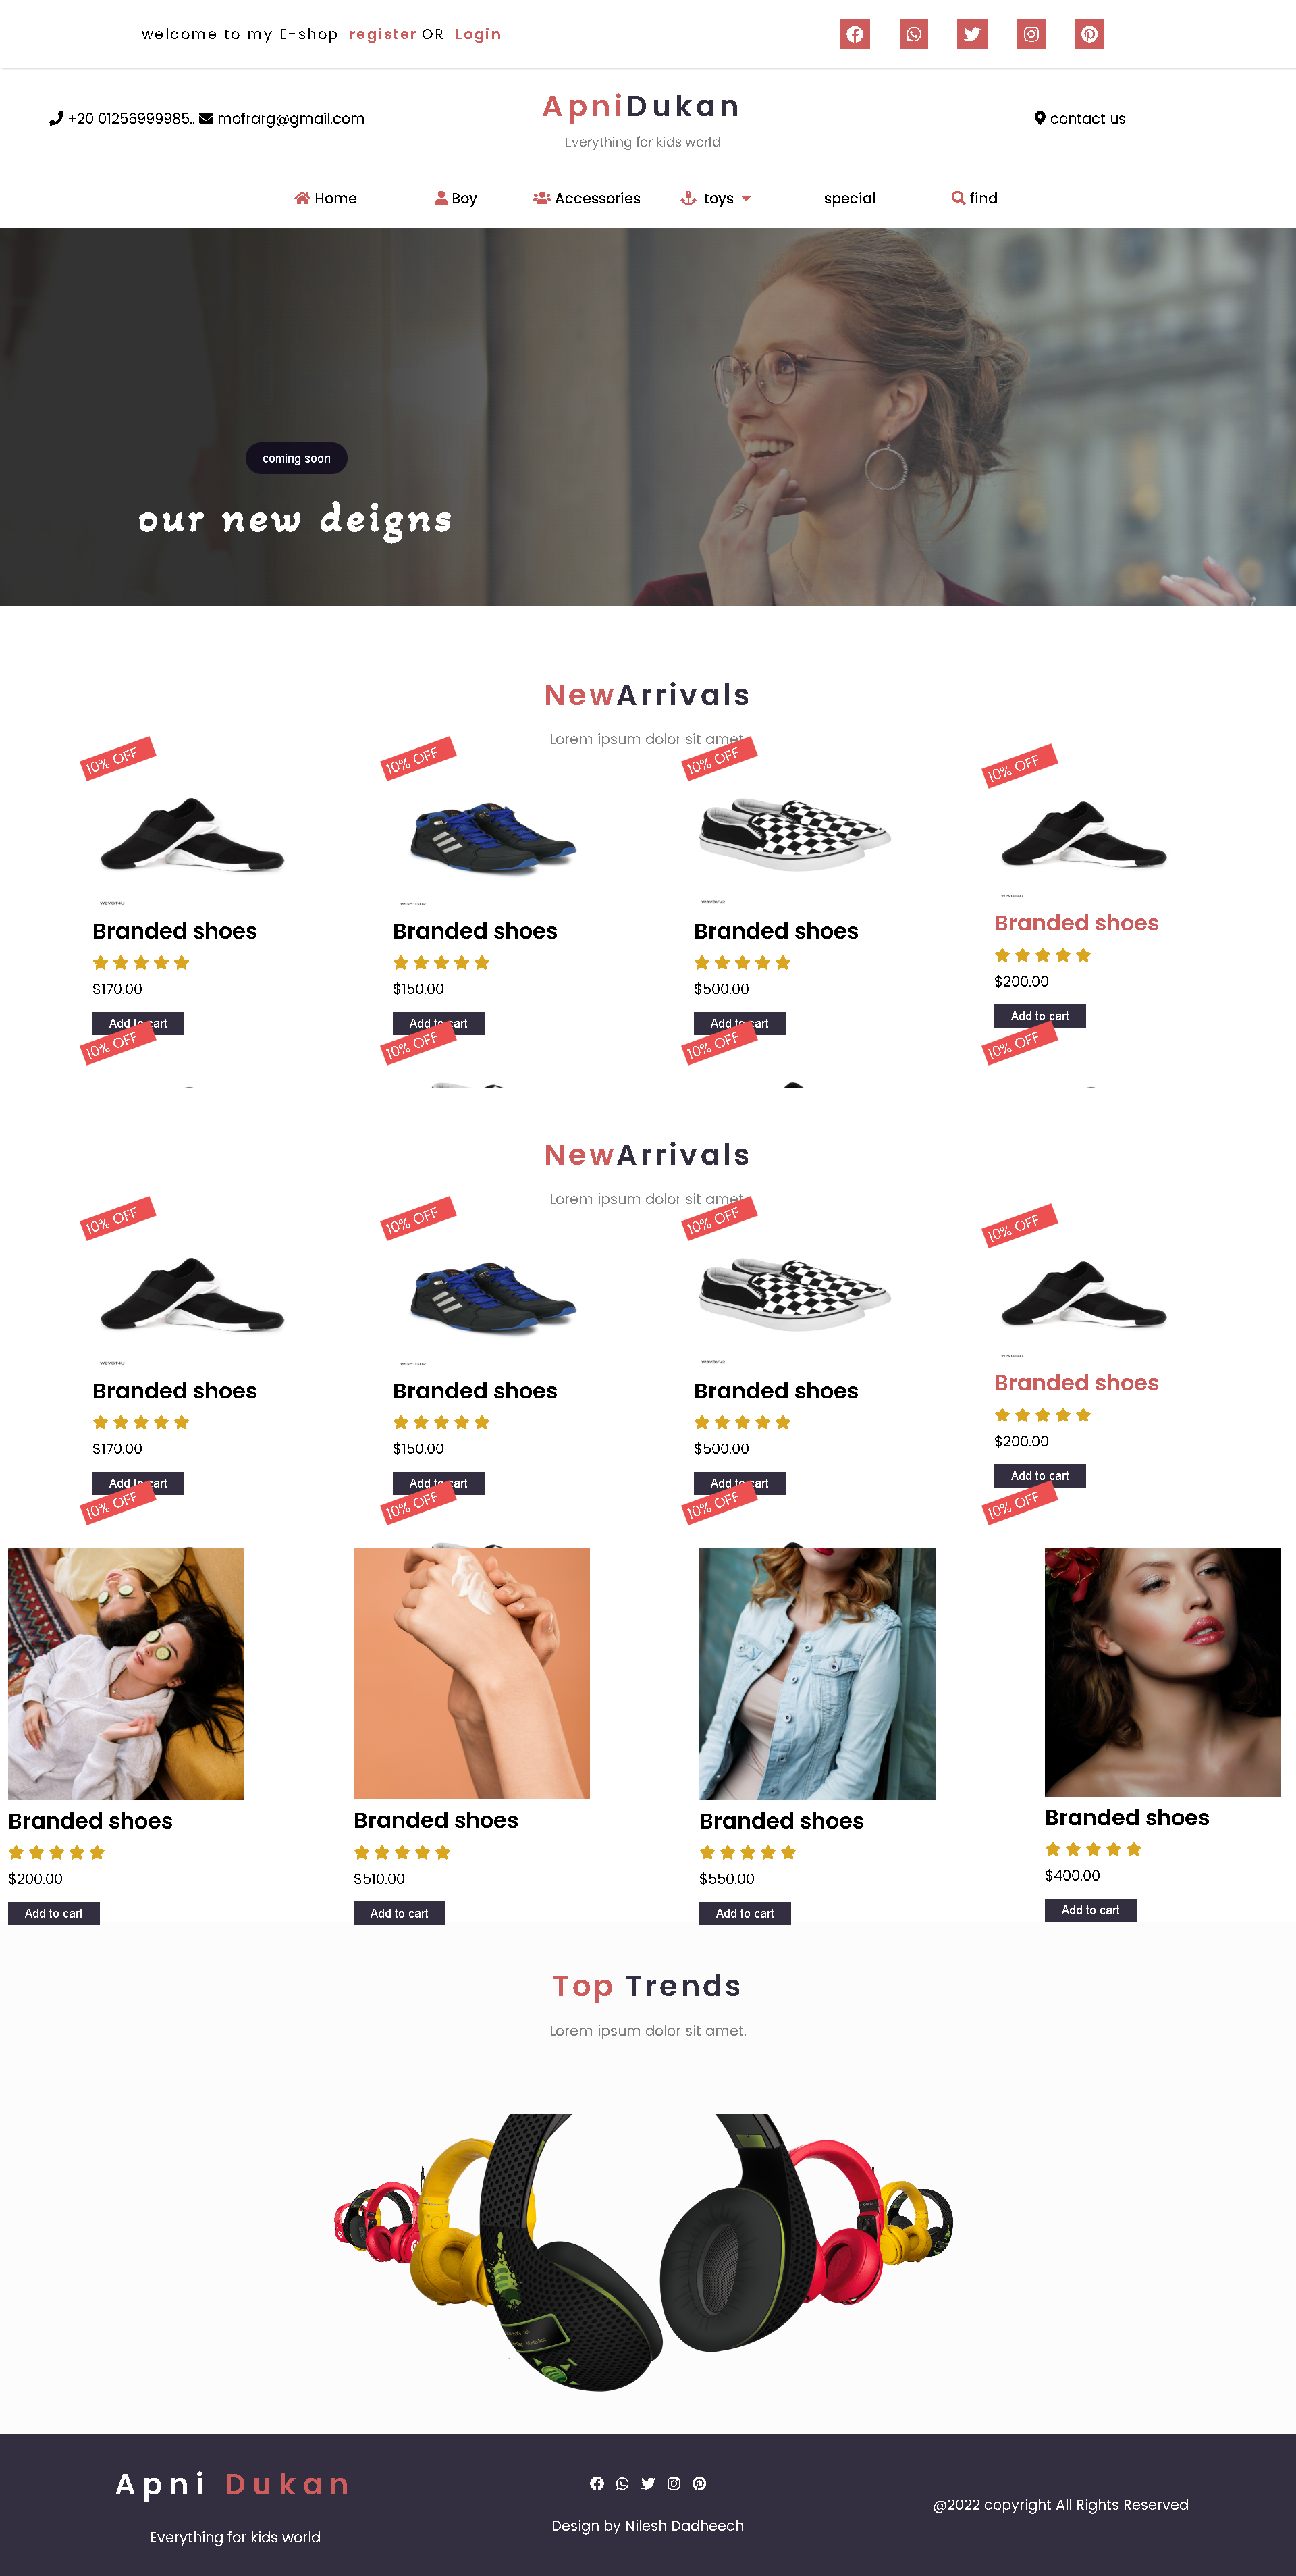 welcome to my E-shop register OR Login
+20 01256999985.. mofrarg@gmail.com
ApniDukan
Everything for kids world
contact us
Home Boy Accessories toys special find
coming soon
our new deigns
NewArrivals
Lorem ipsum dolor sit amet
10% OFF 10% OFF 10% OFF 10% OFF
Branded shoes Branded shoes Branded shoes Branded shoes
$170.00 $150.00 $500.00 $200.00
Add to cart Add to cart Add to cart Add to cart
10% OFF 10% OFF 10% OFF 10% OFF
NewArrivals
Lorem ipsum dolor sit amet
10% OFF 10% OFF 10% OFF 10% OFF
Branded shoes Branded shoes Branded shoes Branded shoes
$170.00 $150.00 $500.00 $200.00
Add to cart Add to cart Add to cart Add to cart
10% OFF 10% OFF 10% OFF 10% OFF
Branded shoes Branded shoes Branded shoes Branded shoes
$200.00 $510.00 $550.00 $400.00
Add to cart Add to cart Add to cart Add to cart
Top Trends
Lorem ipsum dolor sit amet.
Apni Dukan
Everything for kids world
Design by Nilesh Dadheech
@2022 copyright All Rights Reserved